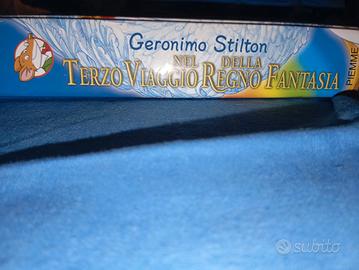 Geronimo Stilton
TERZO VIAGGIO NEL REGNO DELLA FANTASIA
PIEMME
subito